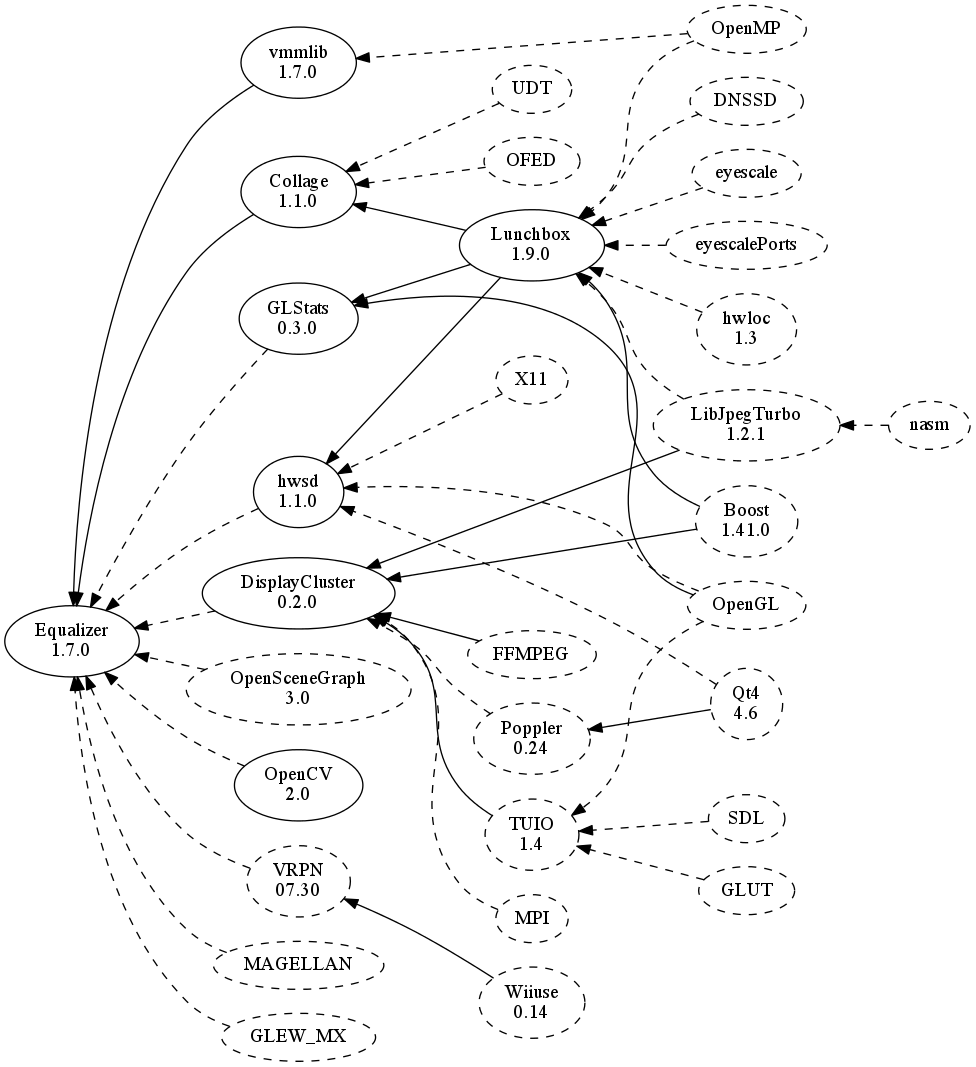 OpenMP
vmmlib
1.7.0
UDT
DNSSD
OFED
eyescale
Collage
1.1.0
Lunchbox
1.9.0
eyescalePorts
GLStats
0.3.0
hwloc
1.3
X11
LibJpegTurbo
1.2.1
nasm
hwsd
1.1.0
Boost
1.41.0
DisplayCluster
0.2.0
OpenGL
Equalizer
1.7.0
FFMPEG
OpenSceneGraph
3.0
Qt4
4.6
Poppler
0.24
OpenCV
2.0
TUIO
1.4
SDL
VRPN
07.30
GLUT
MPI
MAGELLAN
Wiiuse
0.14
GLEW_MX